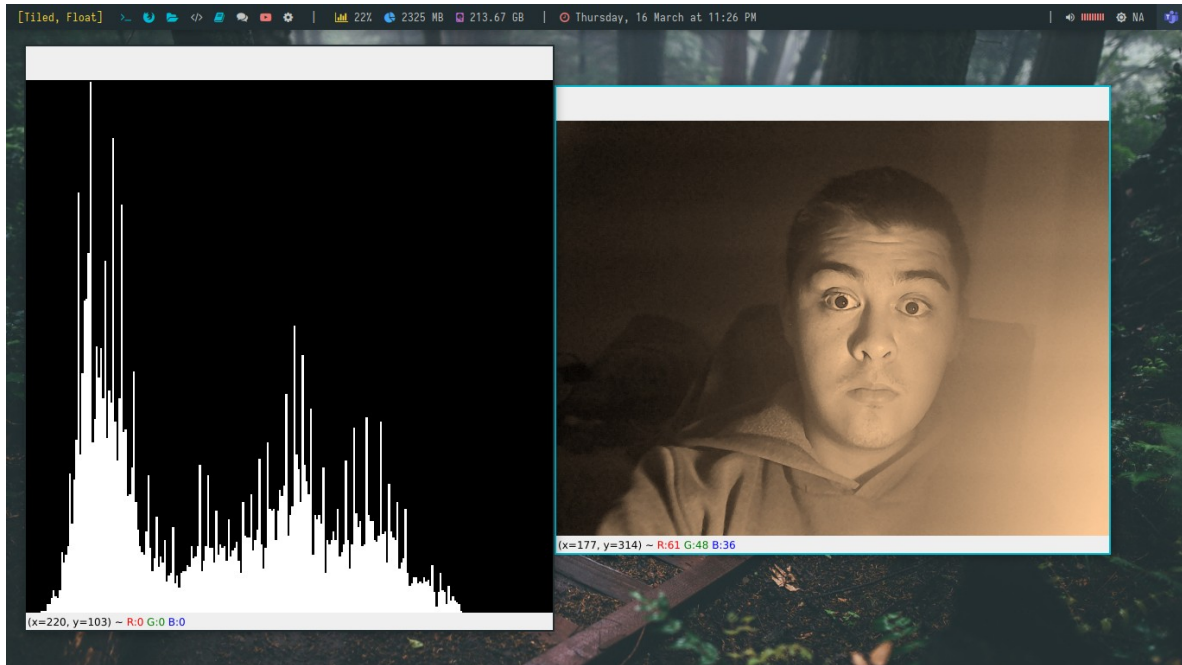 [Tiled, Float] >_ </> | 22% 2325 MB 213.67 GB | Thursday, 16 March at 11:26 PM | NA
(x=177, y=314) ~ R:61 G:48 B:36
(x=220, y=103) ~ R:0 G:0 B:0